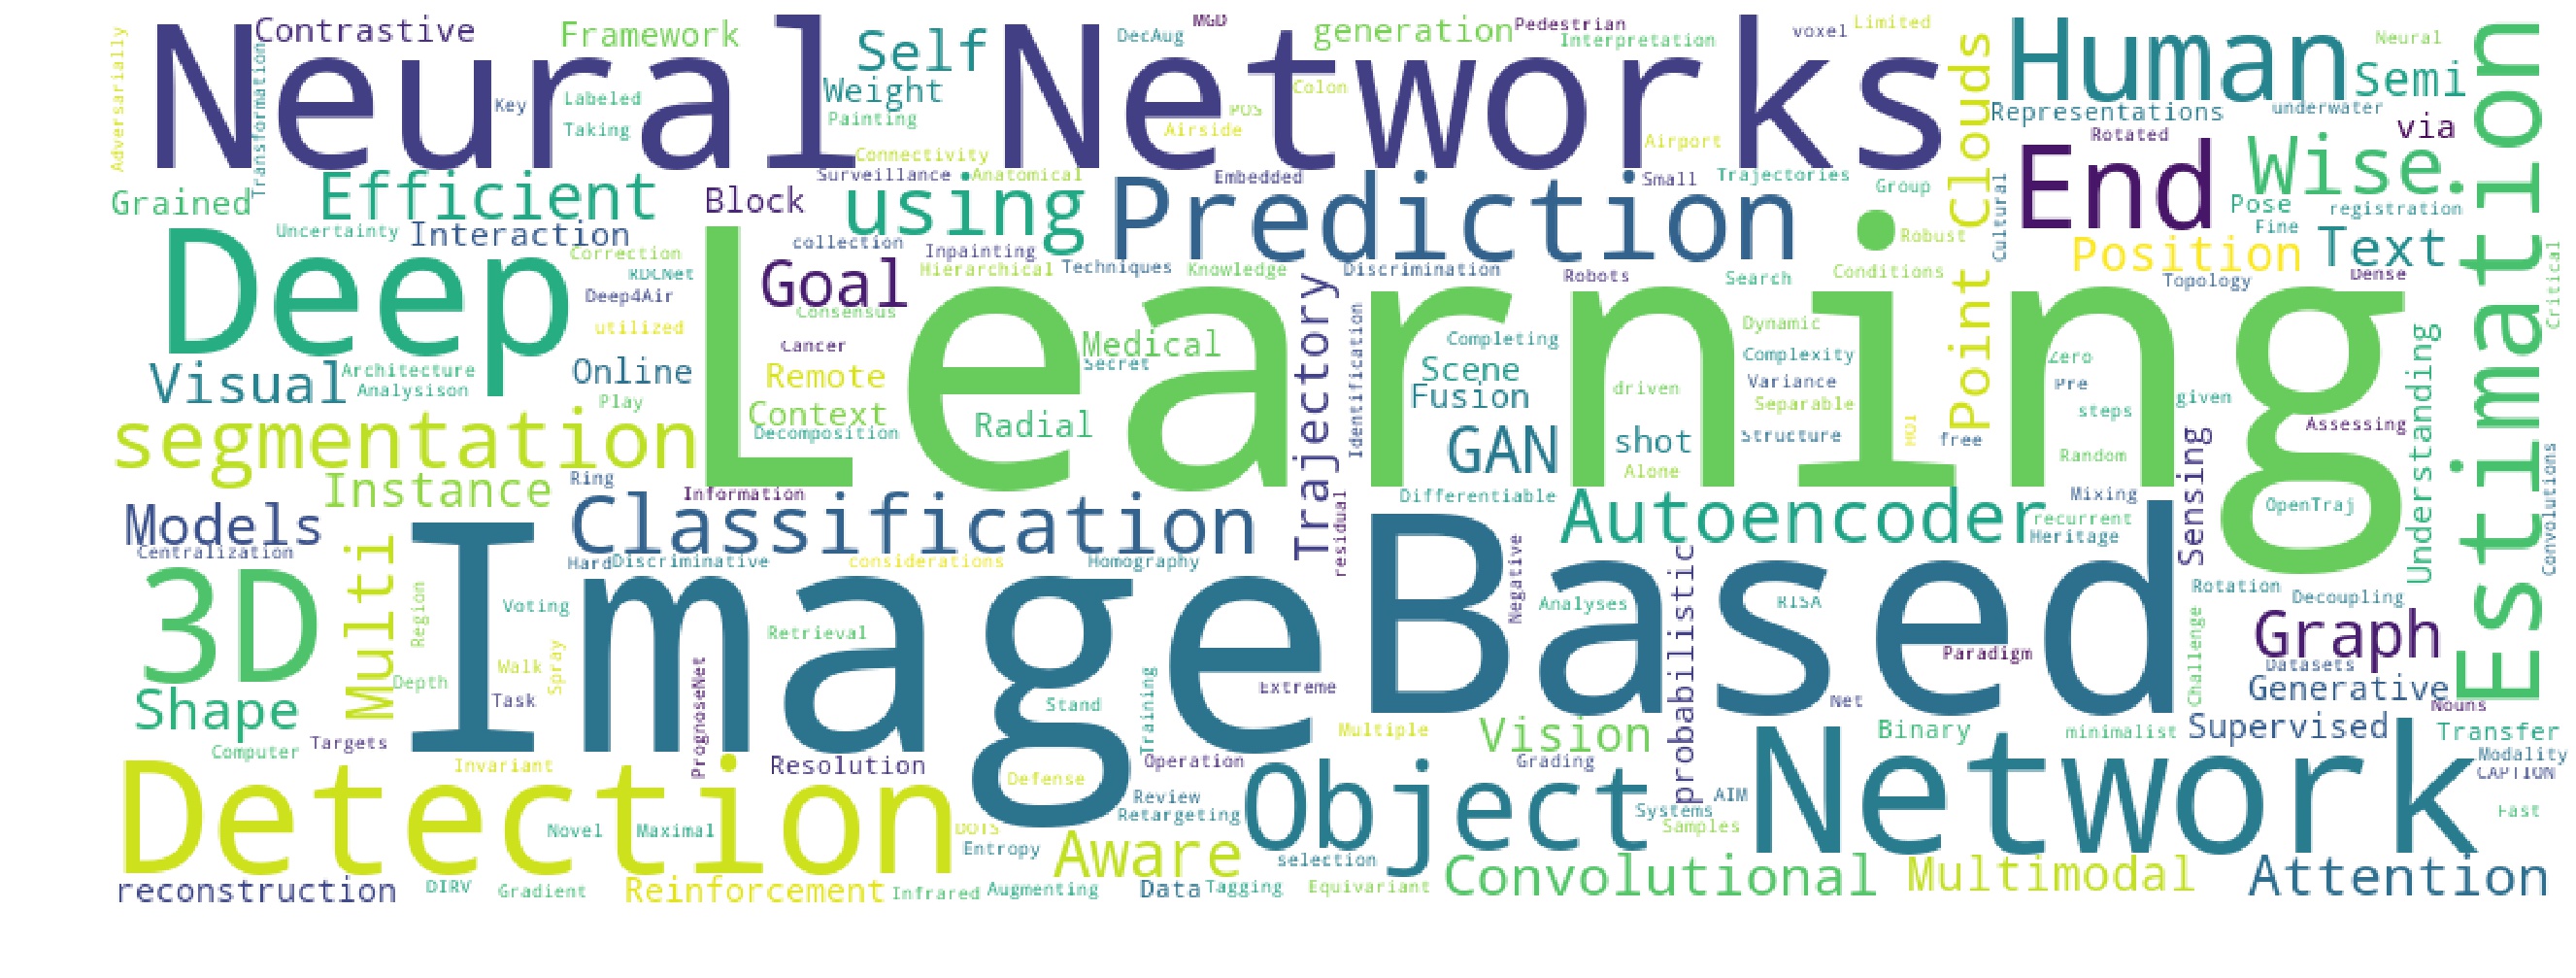 Neural Networks
Learning
Image
Based
Deep
Prediction
Human
End
Estimation
Detection
Network
Object
Classification
Autoencoder
segmentation
3D
Efficient
using
Wise
Graph
Goal
GAN
Self
Semi
Text
Position
Point Clouds
Visual
Models
Multi
Shape
Instance
Trajectory
Convolutional
Multimodal
Attention
Aware
Vision
Contrastive
Framework
Weight
generation
Pedestrian
Interpretation
voxel
Limited
Neural
DecAug
MGD
Adversarially
Transformation
Key
Labeled
Taking
Painting
Colon
POS
Airside
Airport
Representations
underwater
Rotated
via
Connectivity
Surveillance
Anatomical
Embedded
Small
Trajectories
Group
Cultural
Pose
registration
Fine
Grained
Block
Uncertainty
Interaction
Correction
RDCNet
Deep4Air
utilized
collection
Inpainting
Hierarchical
Techniques
Knowledge
Discrimination
Robots
Search
Conditions
Robust
Topology
Dense
Critical
Consensus
Cancer
Medical
Secret
Remote
Context
Decomposition
Radial
Architecture
Analysison
Online
Play
Identification
Completing
Scene
Fusion
Dynamic
Complexity
Variance
Separable
Structure
driven
shot
Alone
HOI
free
Zero
Pre
steps
given
Random
Assessing
Understanding
Sensing
Convolutions
OpenTraj
Mixing
recurrent
Heritage
Differentiable
residual
Ring
Information
Centralization
Hard
Discriminative
considerations
Homography
Negative
Analyses
RISA
probabilistic
Paradigm
Net
Rotation
Decoupling
Challenge
Datasets
Generative
Nouns
Supervised
Transfer
Modality
CAPTION
Fast
minimalist
Binary
Region
Voting
Walk
Spray
Task
Depth
PrognoseNet
Retrieval
Stand
Training
Extreme
Multiple
Operation
Grading
Computer
Targets
Invariant
Resolution
Defense
Review
Retargeting
Systems
AIM
Samples
Novel
Maximal
DOTS
Entropy
selection
reconstruction
DIRV
Gradient
Reinforcement
Infrared
Augmenting
Data
Tagging
Equivariant